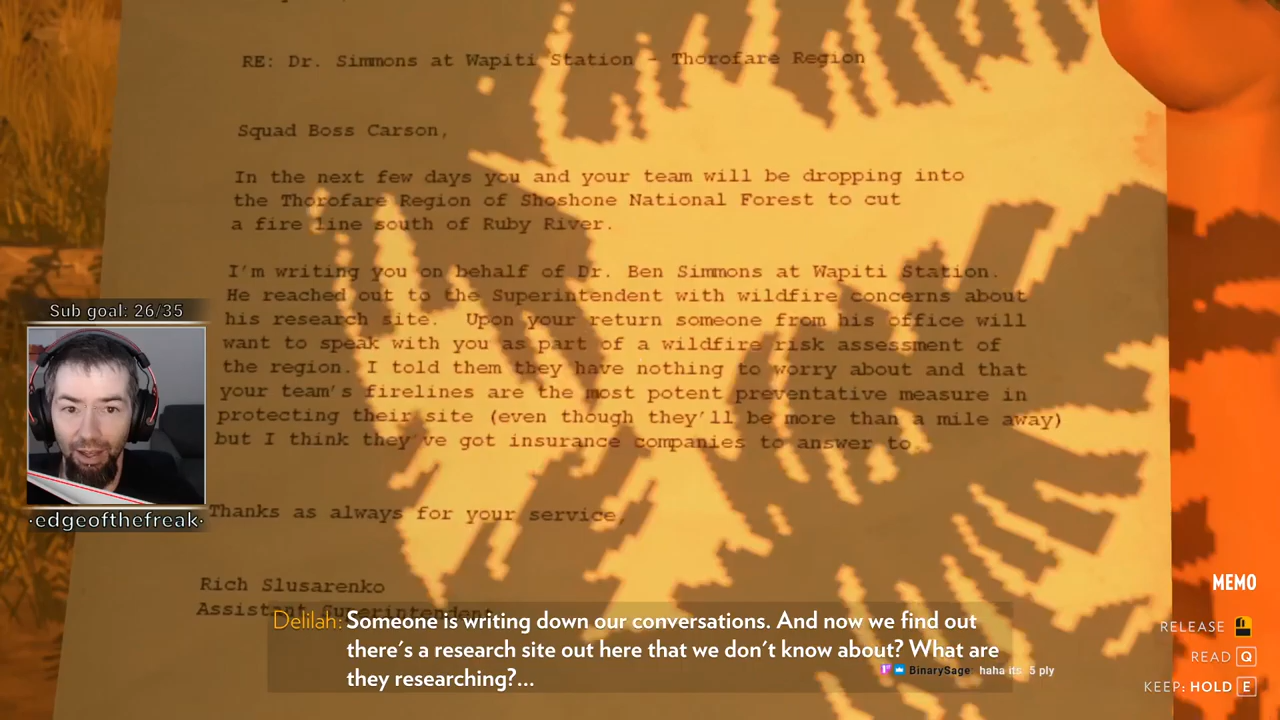 RE: Dr. Simmons at Wapiti Station - Thorofare Region
Squad Boss Carson,
In the next few days you and your team will be dropping into
the Thorofare Region of Shoshone National Forest to cut
a fire line south of Ruby River.
I'm writing you on behalf of Dr. Ben Simmons at Wapiti Station.
He reached out to the Superintendent with wildfire concerns about
his research site. Upon your return someone from his office will
want to speak with you as part of a wildfire risk assessment of
the region. I told them they have nothing to worry about and that
your team's firelines are the most potent preventative measure in
protecting their site (even though they'll be more than a mile away)
but I think they've got insurance companies to answer to.
Thanks as always for your service,
Rich Slusarenko
Assistant Superintendent
Sub goal: 26/35
·edgeofthefreak·
Delilah: Someone is writing down our conversations. And now we find out
there's a research site out here that we don't know about? What are
they researching?...
BinarySage: haha its 5 ply
MEMO
RELEASE
READ Q
KEEP: HOLD E